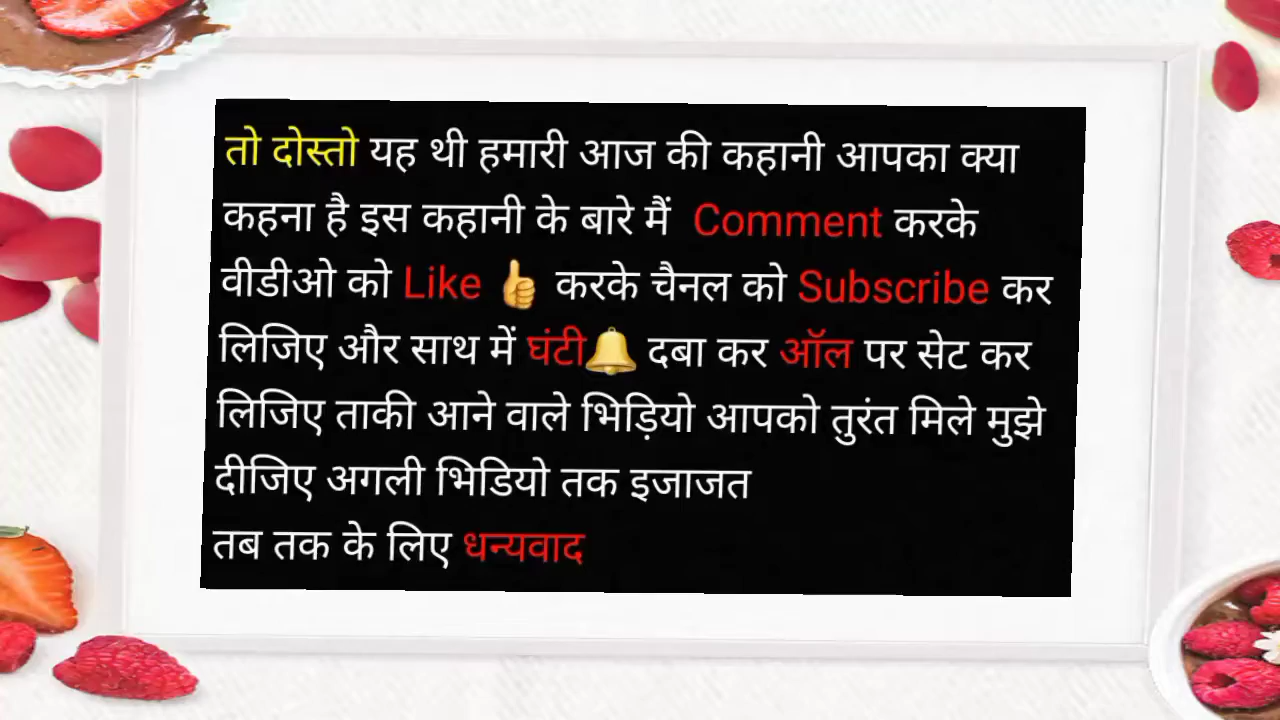 तो दोस्तो यह थी हमारी आज की कहानी आपका क्या
कहना है इस कहानी के बारे मैं Comment करके
वीडीओ को Like 👍 करके चैनल को Subscribe कर
लिजिए और साथ में घंटी🔔 दबा कर ऑल पर सेट कर
लिजिए ताकी आने वाले भिड़ियो आपको तुरंत मिले मुझे
दीजिए अगली भिडियो तक इजाजत
तब तक के लिए धन्यवाद